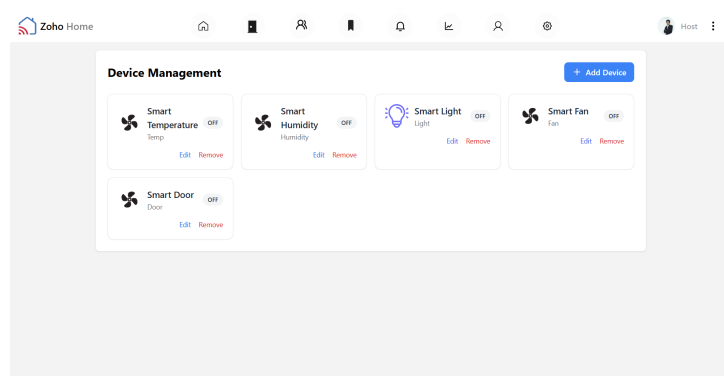 Zoho Home
Host
Device Management
+ Add Device
Smart
Temperature
Temp
OFF
Edit Remove
Smart
Humidity
Humidity
OFF
Edit Remove
Smart Light
Light
OFF
Edit Remove
Smart Fan
Fan
OFF
Edit Remove
Smart Door
Door
OFF
Edit Remove